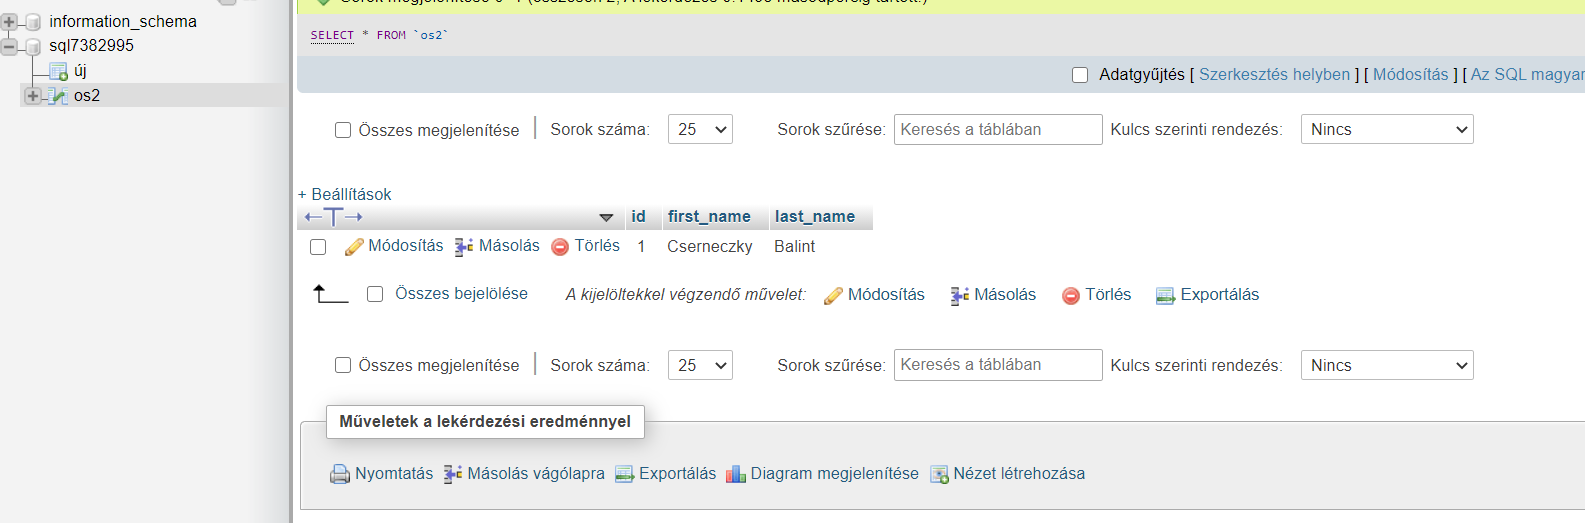 information_schema
sql7382995
új
os2
SELECT * FROM `os2`
Adatgyűjtés [ Szerkesztés helyben ] [ Módosítás ] [ Az SQL magyar
Összes megjelenítése | Sorok száma: 25 Sorok szűrése: Keresés a táblában Kulcs szerinti rendezés: Nincs
+ Beállítások
←T→ id first_name last_name
Módosítás Másolás Törlés 1 Cserneczky Balint
Összes bejelölése A kijelöltekkel végzendő művelet: Módosítás Másolás Törlés Exportálás
Összes megjelenítése | Sorok száma: 25 Sorok szűrése: Keresés a táblában Kulcs szerinti rendezés: Nincs
Műveletek a lekérdezési eredménnyel
Nyomtatás Másolás vágólapra Exportálás Diagram megjelenítése Nézet létrehozása